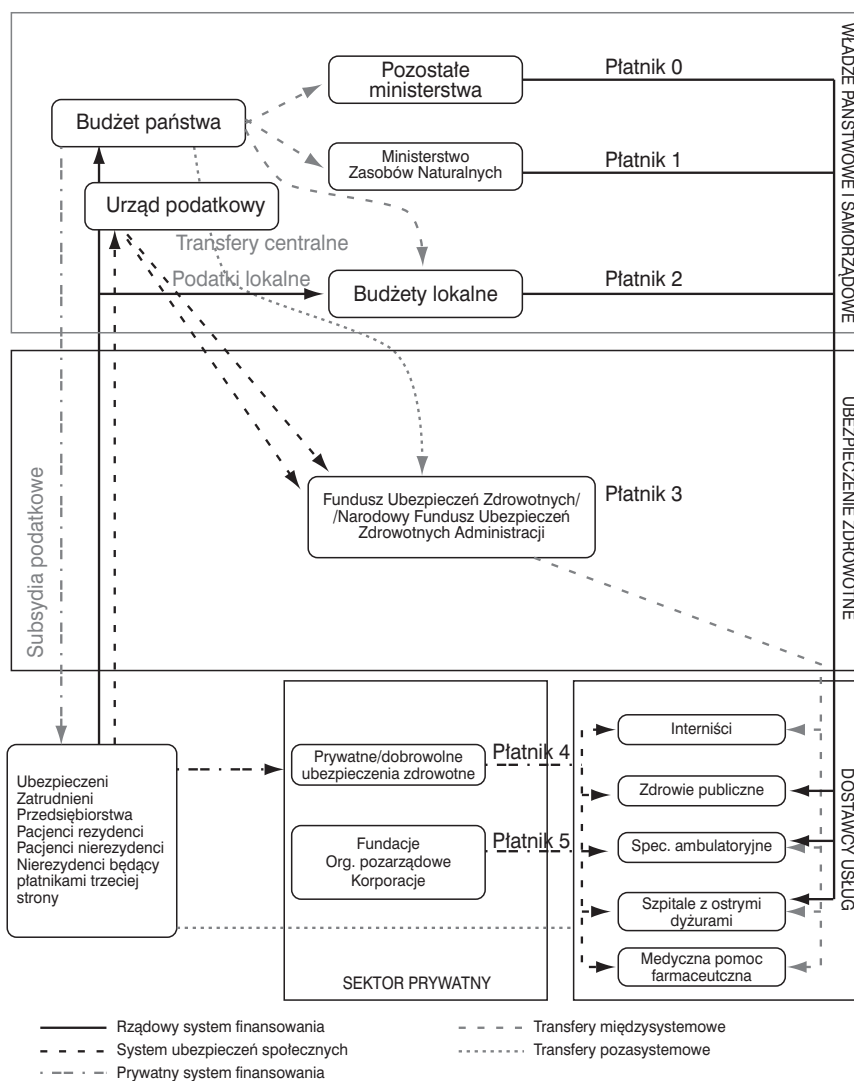 Pozostałe
ministerstwa
Płatnik 0
Budżet państwa
Ministerstwo
Zasobów Naturalnych
Płatnik 1
Urząd podatkowy
Transfery centralne
Podatki lokalne
Budżety lokalne
Płatnik 2
WŁADZE PAŃSTWOWE I SAMORZĄDOWE
Subsydia podatkowe
Fundusz Ubezpieczeń Zdrowotnych/
/Narodowy Fundusz Ubezpieczeń
Zdrowotnych Administracji
Płatnik 3
UBEZPIECZENIE ZDROWOTNE
Ubezpieczeni
Zatrudnieni
Przedsiębiorstwa
Pacjenci rezydenci
Pacjenci nierezydenci
Nierezydenci będący
płatnikami trzeciej
strony
Prywatne/dobrowolne
ubezpieczenia zdrowotne
Płatnik 4
Fundacje
Org. pozarządowe
Korporacje
Płatnik 5
SEKTOR PRYWATNY
Interniści
Zdrowie publiczne
Spec. ambulatoryjne
Szpitale z ostrymi
dyżurami
Medyczna pomoc
farmaceutczna
DOSTAWCY USŁUG
Rządowy system finansowania
System ubezpieczeń społecznych
Prywatny system finansowania
Transfery międzysystemowe
Transfery pozasystemowe